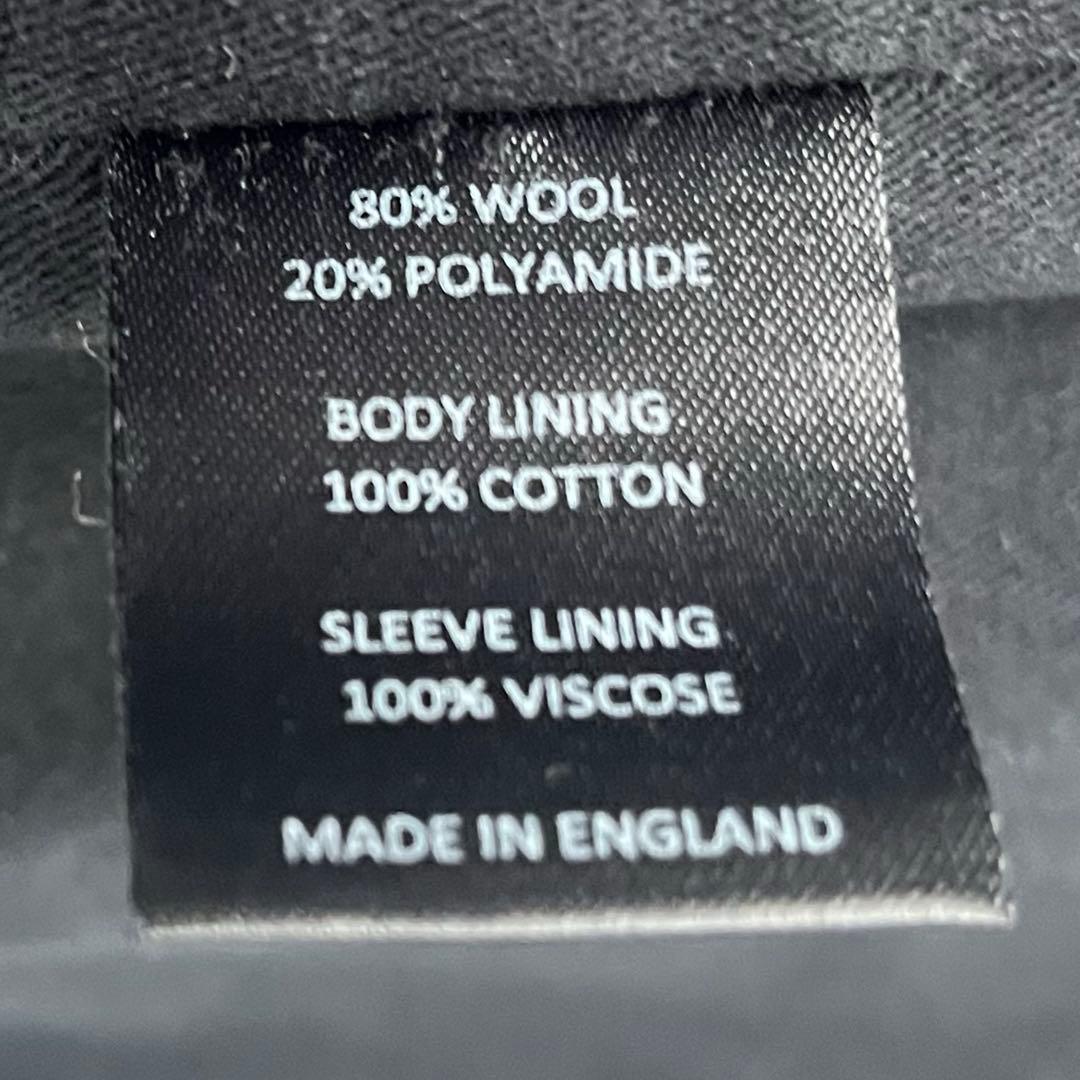 80% WOOL
20% POLYAMIDE
BODY LINING
100% COTTON
SLEEVE LINING
100% VISCOSE
MADE IN ENGLAND